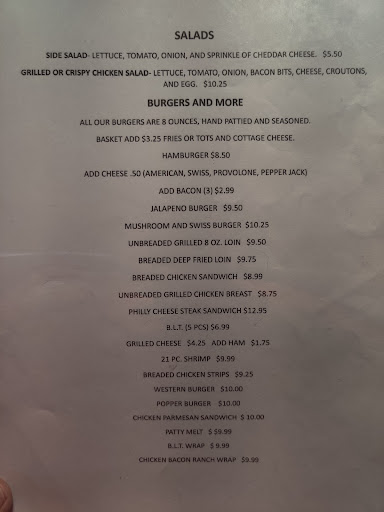 SALADS
SIDE SALAD- LETTUCE, TOMATO, ONION, AND SPRINKLE OF CHEDDAR CHEESE. $5.50
GRILLED OR CRISPY CHICKEN SALAD- LETTUCE, TOMATO, ONION, BACON BITS, CHEESE, CROUTONS,
AND EGG. $10.25
BURGERS AND MORE
ALL OUR BURGERS ARE 8 OUNCES, HAND PATTIED AND SEASONED.
BASKET ADD $3.25 FRIES OR TOTS AND COTTAGE CHEESE.
HAMBURGER $8.50
ADD CHEESE .50 (AMERICAN, SWISS, PROVOLONE, PEPPER JACK)
ADD BACON (3) $2.99
JALAPENO BURGER $9.50
MUSHROOM AND SWISS BURGER $10.25
UNBREADED GRILLED 8 OZ. LOIN $9.50
BREADED DEEP FRIED LOIN $9.75
BREADED CHICKEN SANDWICH $8.99
UNBREADED GRILLED CHICKEN BREAST $8.75
PHILLY CHEESE STEAK SANDWICH $12.95
B.L.T. (5 PCS) $6.99
GRILLED CHEESE $4.25 ADD HAM $1.75
21 PC. SHRIMP $9.99
BREADED CHICKEN STRIPS $9.25
WESTERN BURGER $10.00
POPPER BURGER $10.00
CHICKEN PARMESAN SANDWICH $ 10.00
PATTY MELT $ $9.99
B.L.T. WRAP $ 9.99
CHICKEN BACON RANCH WRAP $9.99